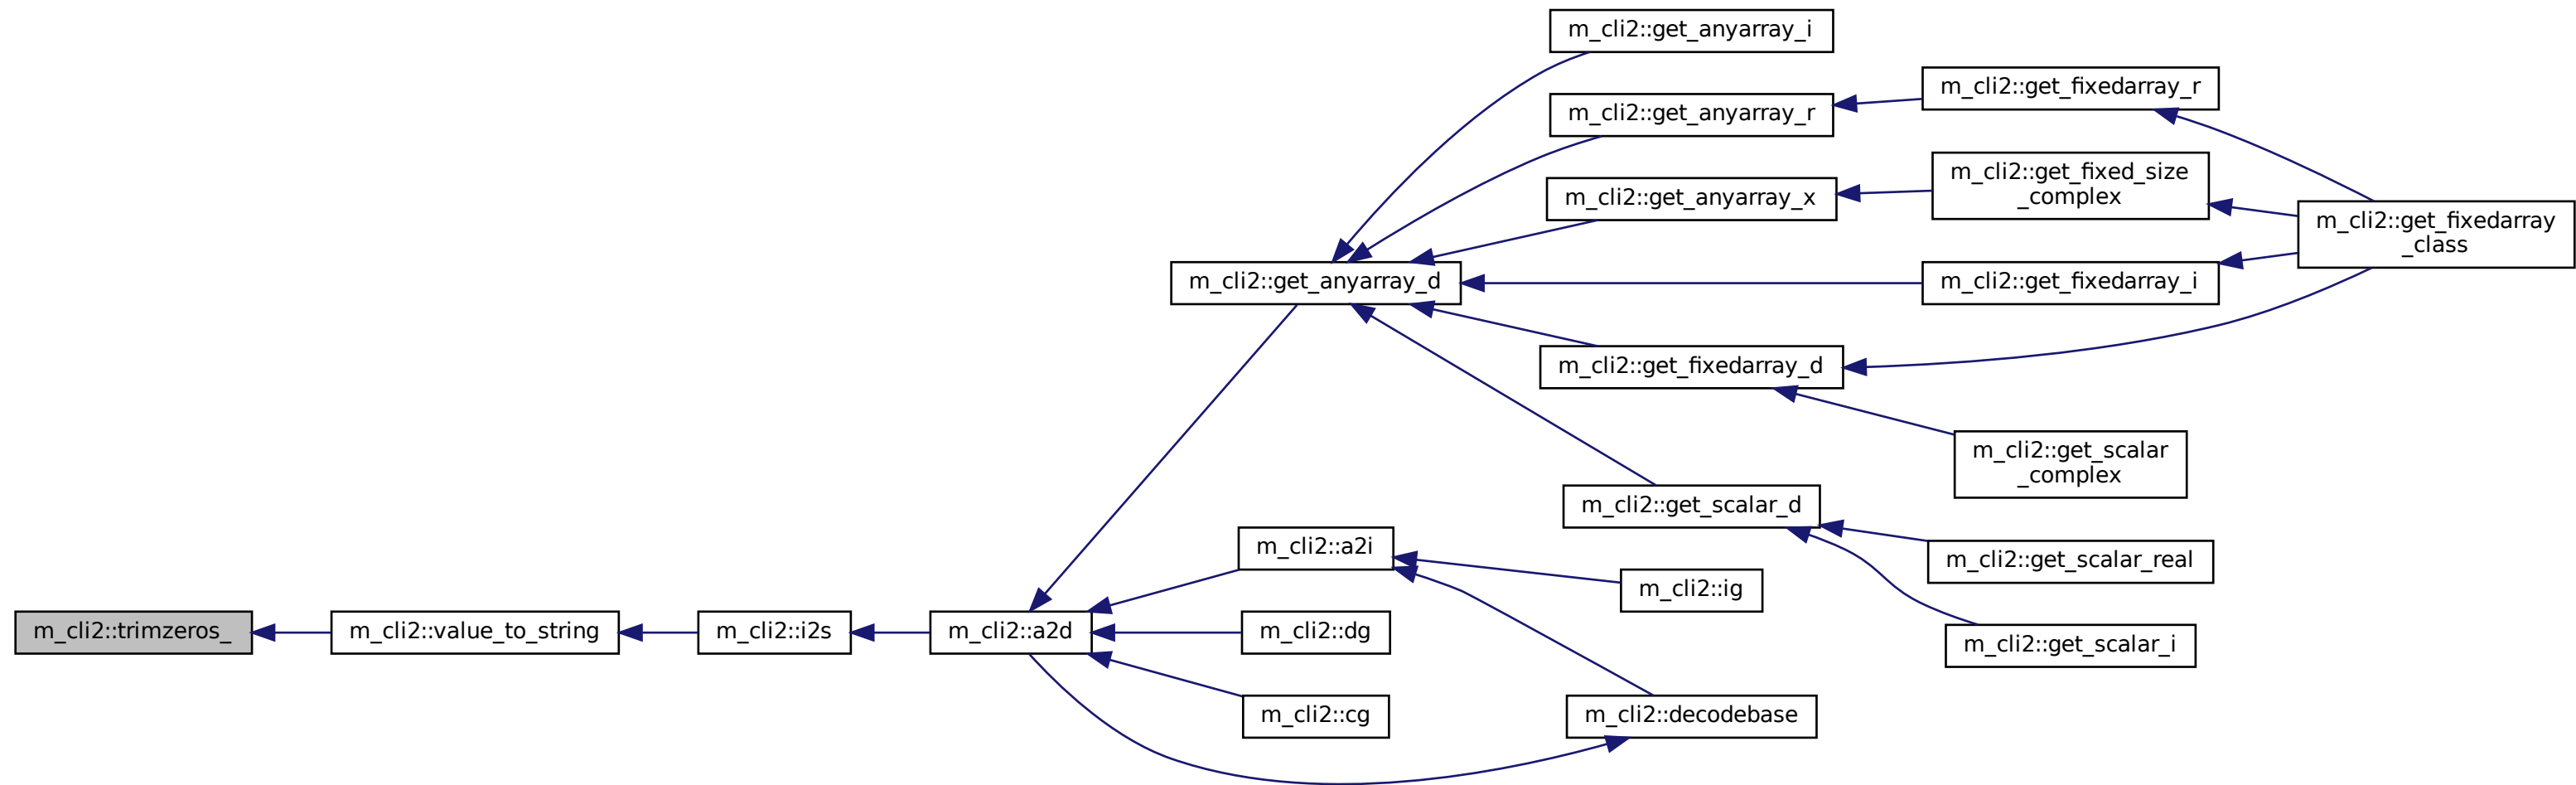 m_cli2::get_anyarray_i
m_cli2::get_fixedarray_r
m_cli2::get_anyarray_r
m_cli2::get_fixed_size
_complex
m_cli2::get_anyarray_x
m_cli2::get_fixedarray
_class
m_cli2::get_anyarray_d
m_cli2::get_fixedarray_i
m_cli2::get_fixedarray_d
m_cli2::get_scalar
_complex
m_cli2::get_scalar_d
m_cli2::a2i
m_cli2::get_scalar_real
m_cli2::ig
m_cli2::trimzeros_
m_cli2::value_to_string
m_cli2::i2s
m_cli2::a2d
m_cli2::dg
m_cli2::get_scalar_i
m_cli2::cg
m_cli2::decodebase